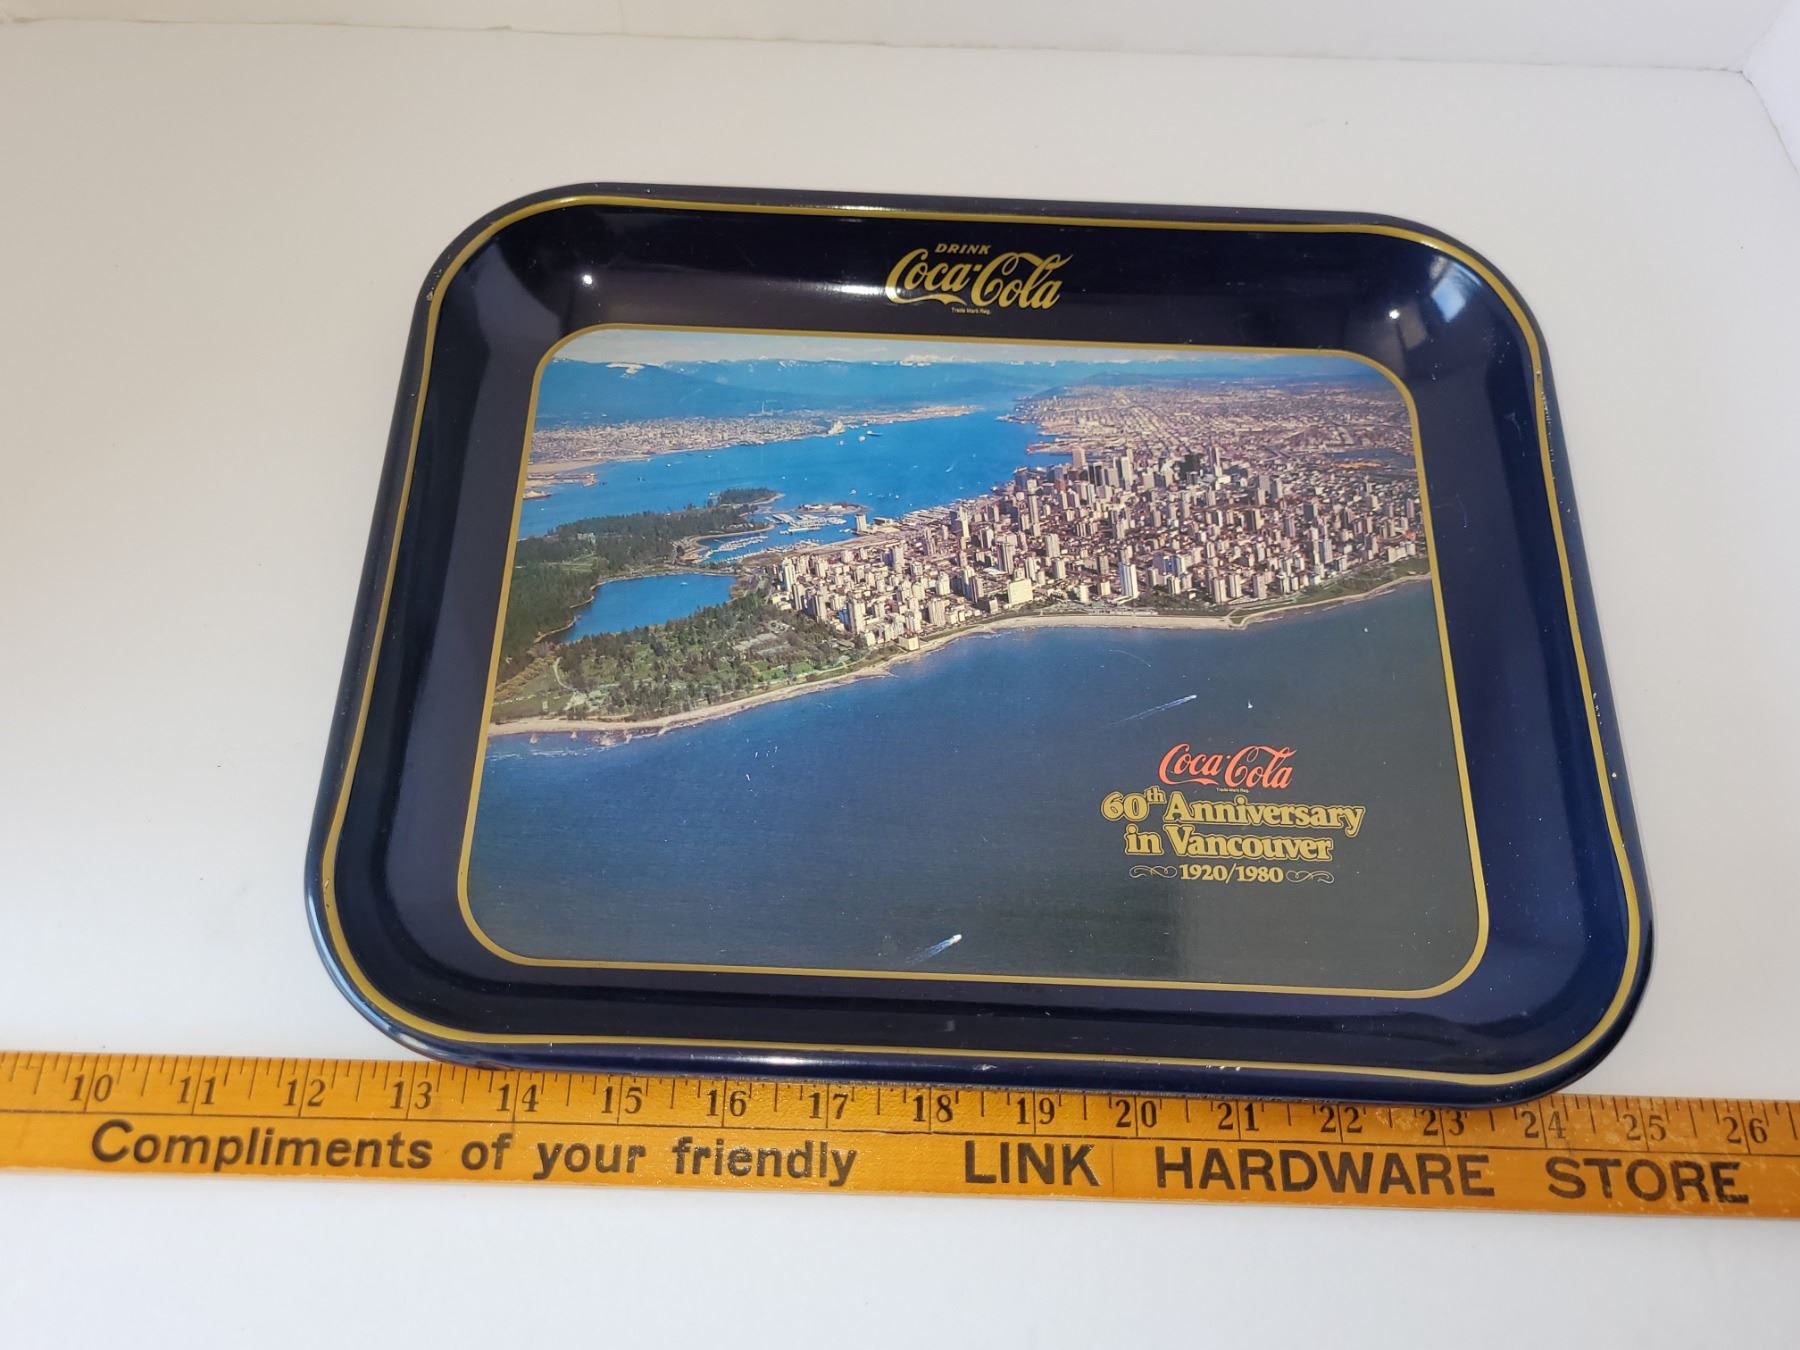 DRINK
Coca-Cola
Trade Mark Reg.
Coca-Cola
Trade Mark Reg.
60th Anniversary
in Vancouver
1920/1980
10 11 12 13 14 15 16 17 18 19 20 21 22 23 24 25 26
Compliments of your friendly LINK HARDWARE STORE